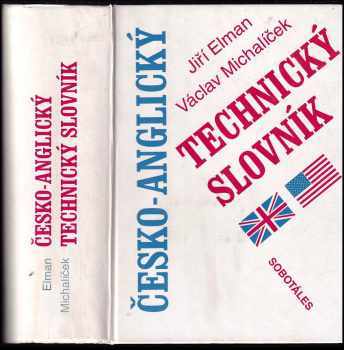 Elman
Michalíček
ČESKO-ANGLICKÝ
TECHNICKÝ SLOVNÍK
ČESKO-ANGLICKÝ
Jiří Elman
Václav Michalíček
TECHNICKÝ
SLOVNÍK
SOBOTÁLES